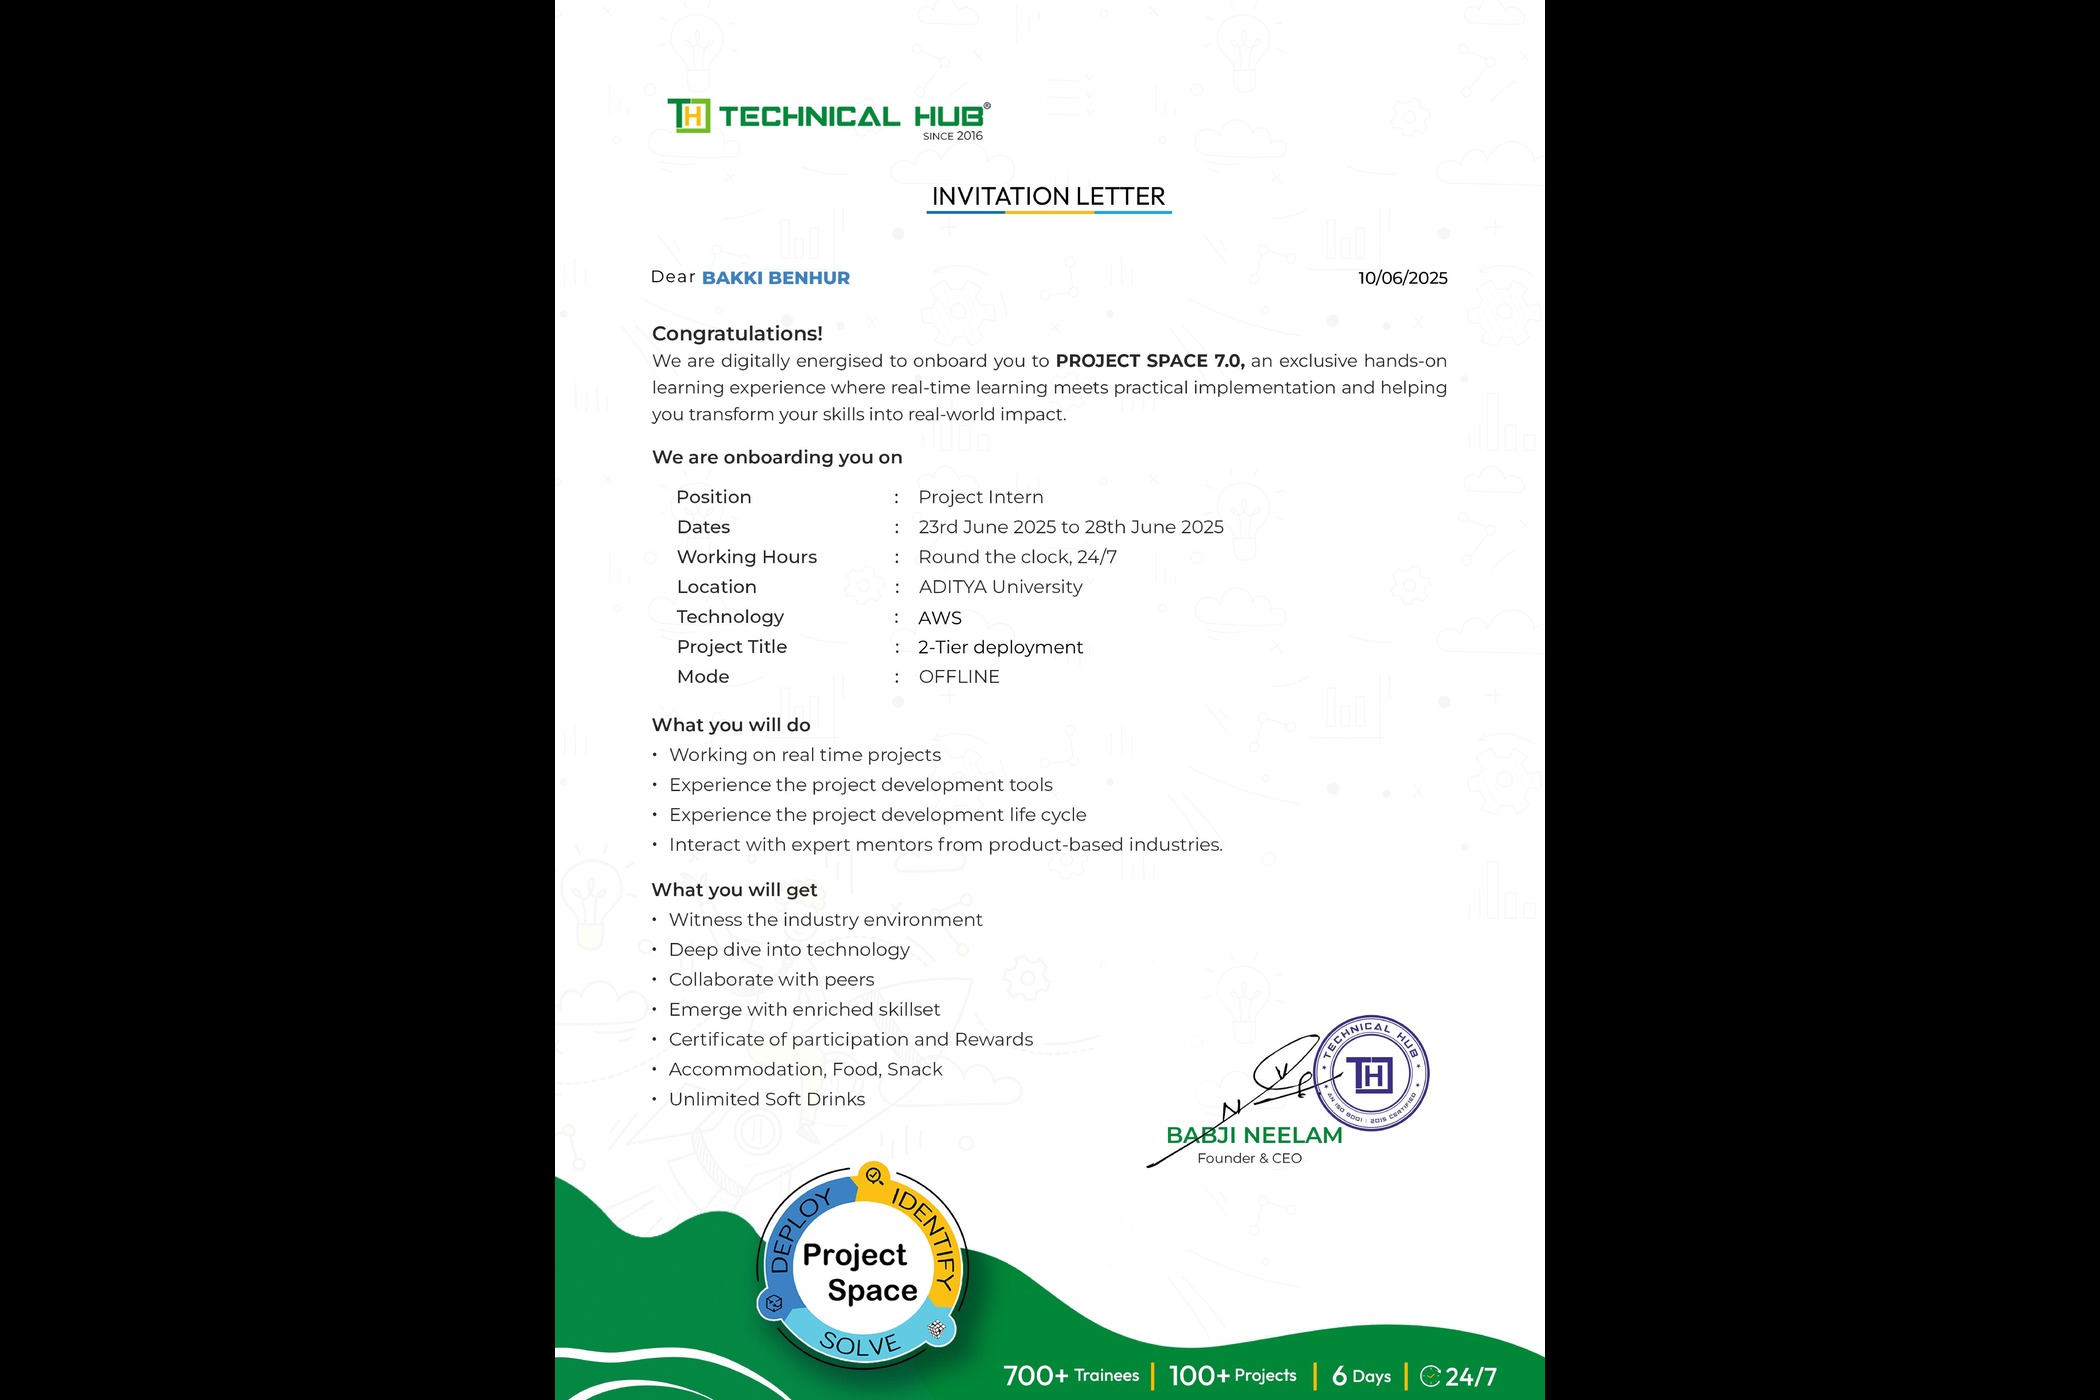 TH TECHNICAL HUB®
SINCE 2016
INVITATION LETTER
Dear BAKKI BENHUR 10/06/2025
Congratulations!
We are digitally energised to onboard you to PROJECT SPACE 7.0, an exclusive hands-on
learning experience where real-time learning meets practical implementation and helping
you transform your skills into real-world impact.
We are onboarding you on
Position : Project Intern
Dates : 23rd June 2025 to 28th June 2025
Working Hours : Round the clock, 24/7
Location : ADITYA University
Technology : AWS
Project Title : 2-Tier deployment
Mode : OFFLINE
What you will do
• Working on real time projects
• Experience the project development tools
• Experience the project development life cycle
• Interact with expert mentors from product-based industries.
What you will get
• Witness the industry environment
• Deep dive into technology
• Collaborate with peers
• Emerge with enriched skillset
• Certificate of participation and Rewards
• Accommodation, Food, Snack
• Unlimited Soft Drinks
TECHNICAL HUB
TH
AN ISO 9001 : 2015 CERTIFIED
BABJI NEELAM
Founder & CEO
DEPLOY
IDENTIFY
Project
Space
SOLVE
700+ Trainees | 100+ Projects | 6 Days | 24/7